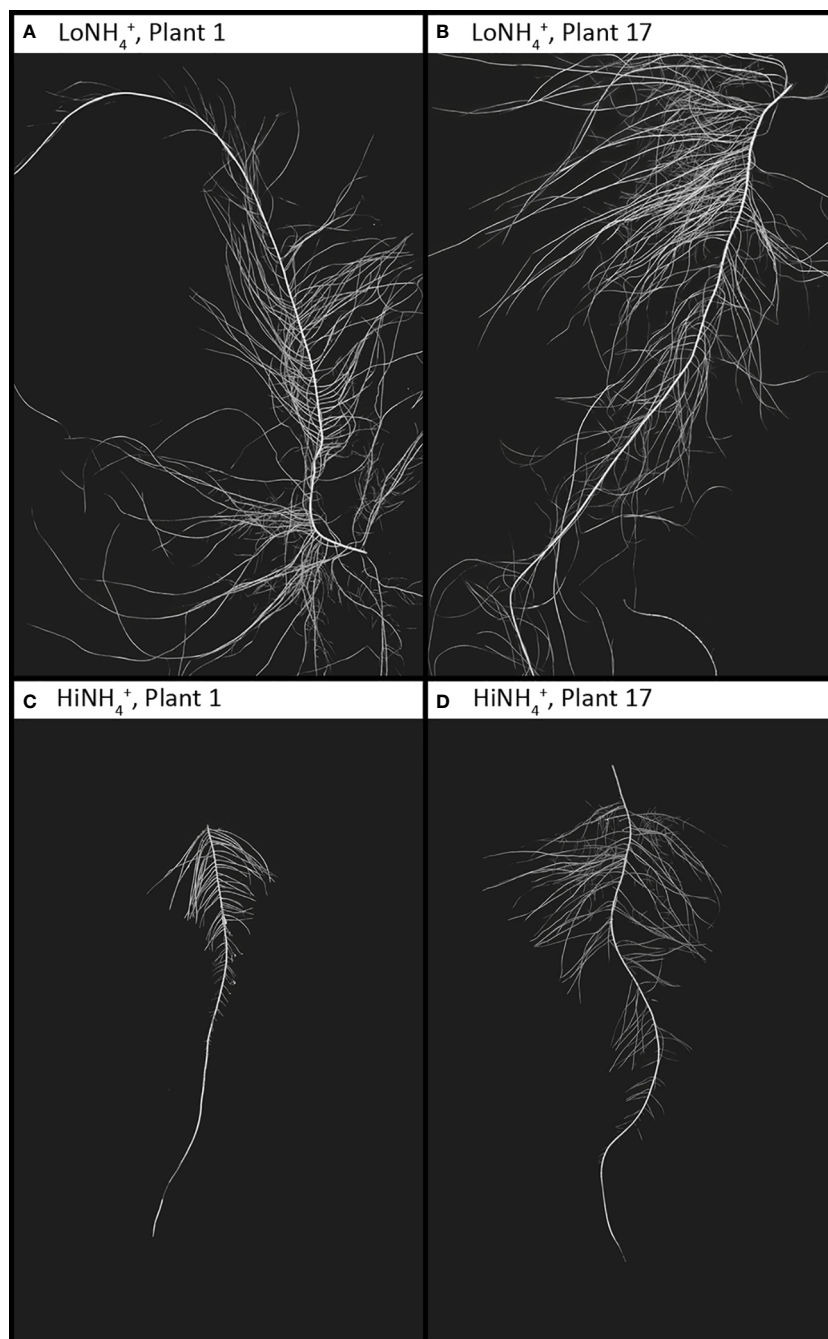 A LoNH₄⁺, Plant 1
B LoNH₄⁺, Plant 17
C HiNH₄⁺, Plant 1
D HiNH₄⁺, Plant 17